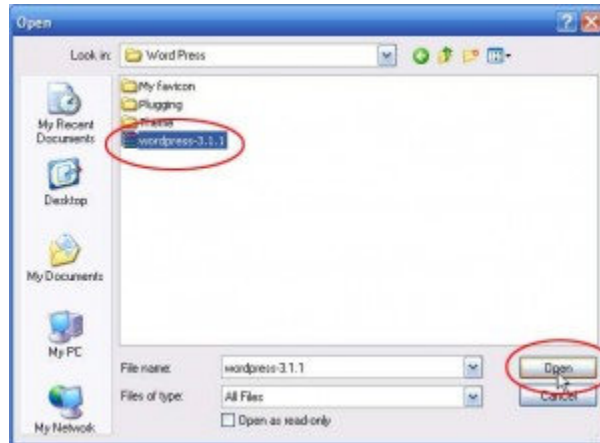 Open
Look in: Word Press
My favicon
Plugging
Theme
wordpress-3.1.1
My Recent
Documents
Desktop
My Documents
My PC
My Network
File name: wordpress-3.1.1 Open
Files of type: All Files Cancel
Open as read-only